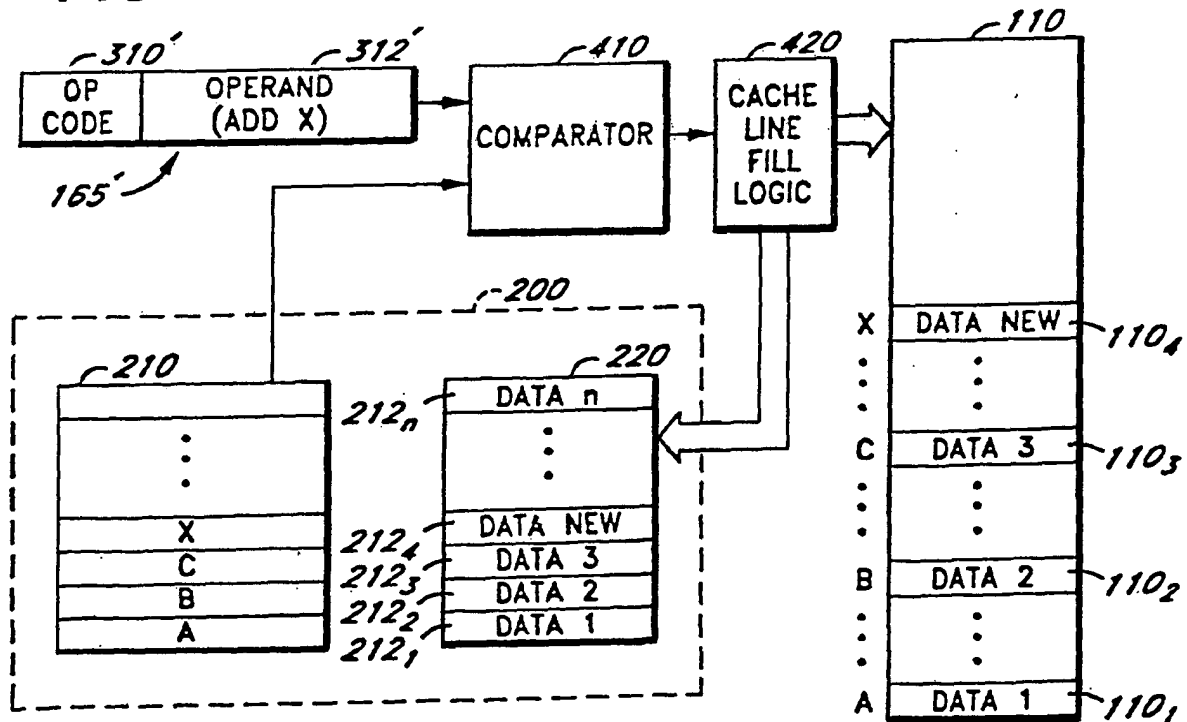 310′
312′
410
420
110
OP CODE
OPERAND (ADD X)
COMPARATOR
CACHE LINE FILL LOGIC
165′
200
210
220
212n
DATA n
X
212₄
DATA NEW
C
212₃
DATA 3
B
212₂
DATA 2
A
212₁
DATA 1
X
DATA NEW
110₄
C
DATA 3
110₃
B
DATA 2
110₂
A
DATA 1
110₁